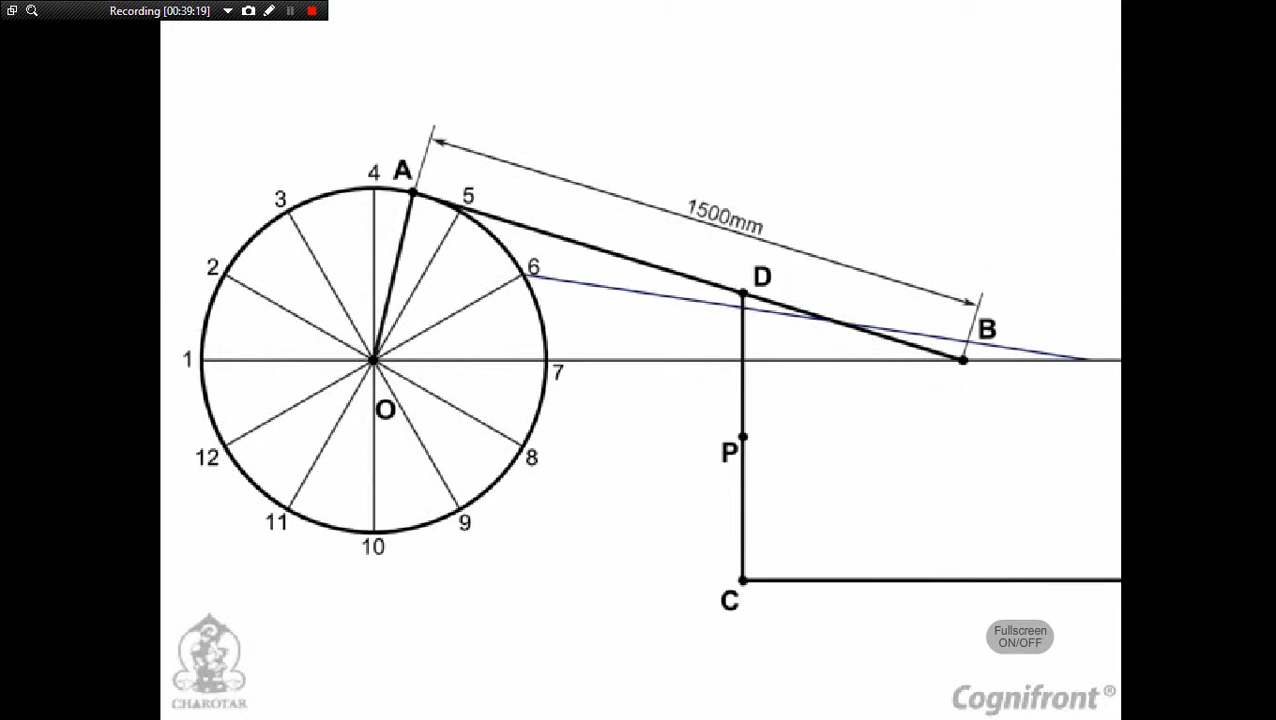 Recording [00:39:19]
4
A
3
5
1500mm
2
6
D
B
1
7
O
P
12
8
11
9
10
C
Fullscreen
ON/OFF
CHAROTAR
Cognifront®